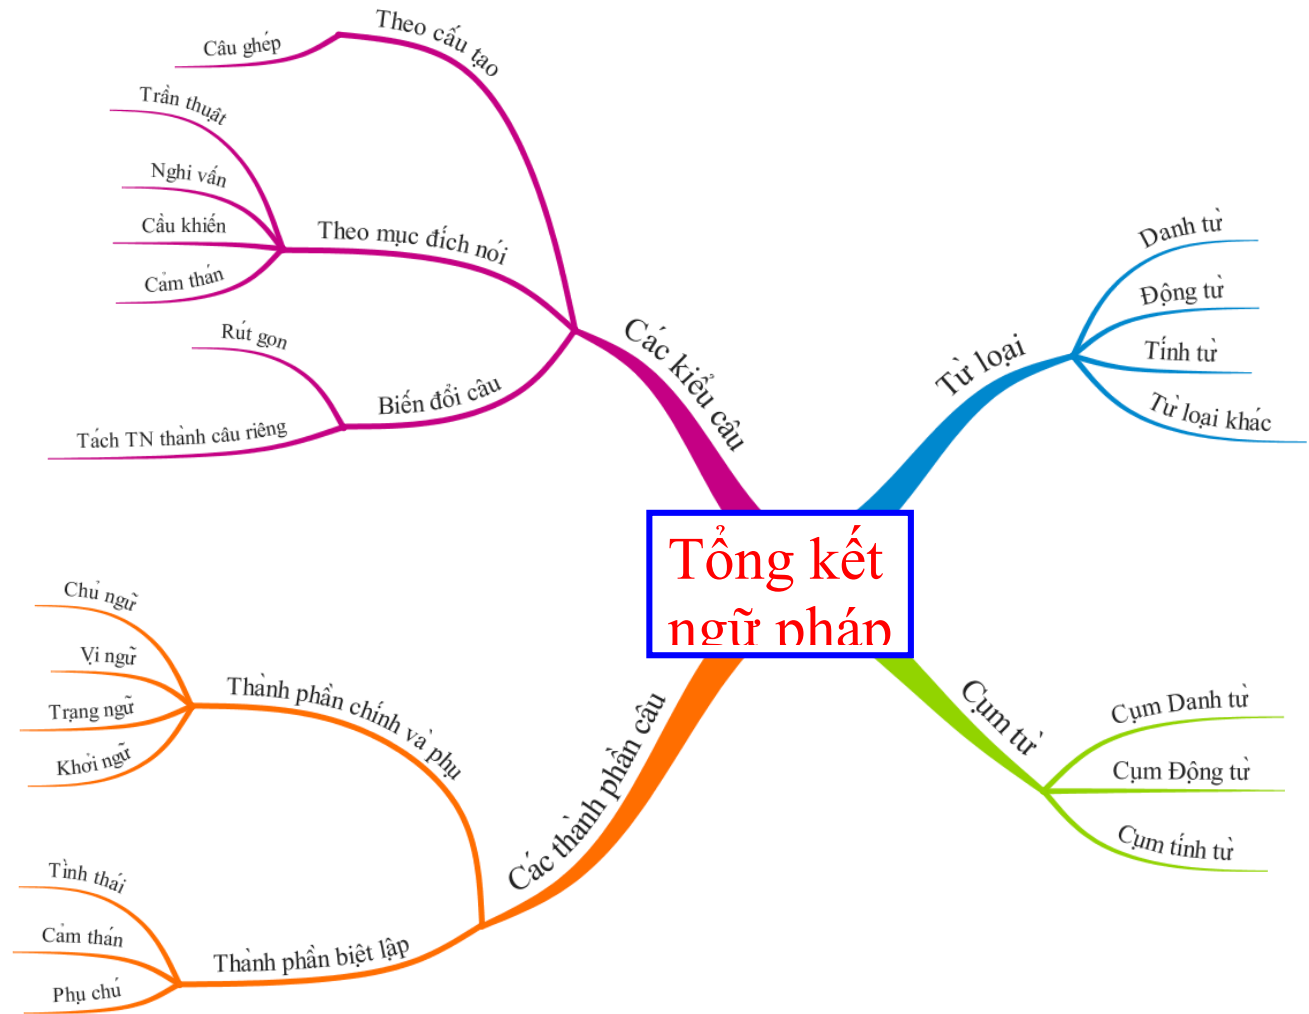 Tổng kết
ngữ pháp
Các kiểu câu
Theo cấu tạo
Câu ghép
Theo mục đích nói
Trần thuật
Nghi vấn
Cầu khiến
Cảm thán
Biến đổi câu
Rút gọn
Tách TN thành câu riêng
Từ loại
Danh từ
Động từ
Tính từ
Từ loại khác
Cụm từ
Cụm Danh từ
Cụm Động từ
Cụm tính từ
Các thành phần câu
Thành phần chính và phụ
Chủ ngữ
Vị ngữ
Trạng ngữ
Khởi ngữ
Thành phần biệt lập
Tình thái
Cảm thán
Phụ chú